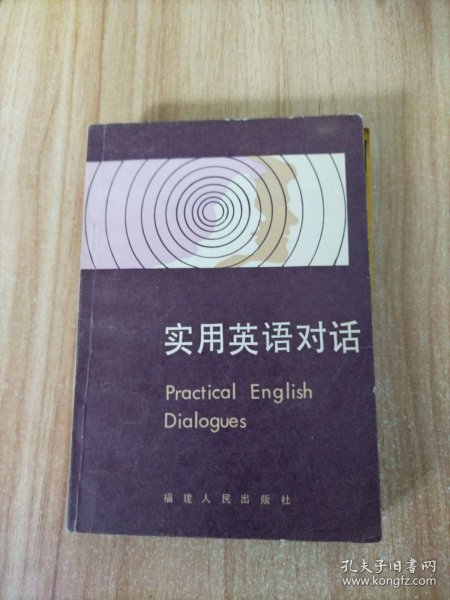 实用英语对话
Practical English
Dialogues
福建人民出版社
孔夫子旧书网
www.kongfz.com